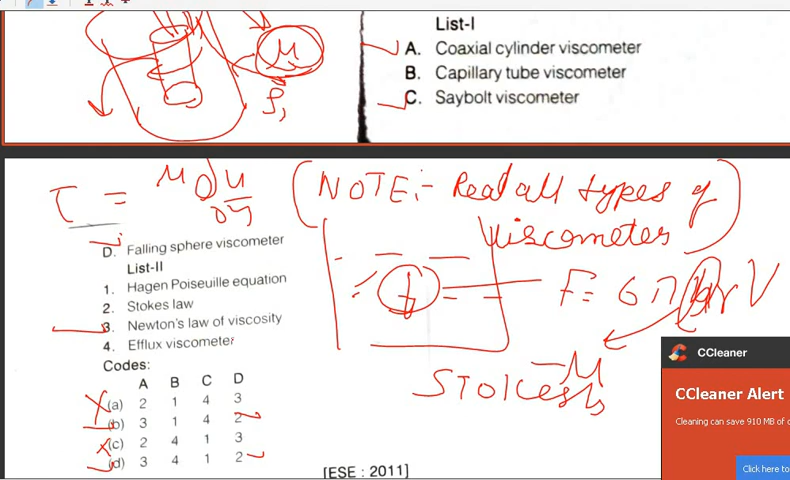 List-I
A. Coaxial cylinder viscometer
B. Capillary tube viscometer
C. Saybolt viscometer
μ
ρ1
τ = μ du/dy
(NOTE:- Read all types of
viscometer)
D. Falling sphere viscometer
List-II
1. Hagen Poiseuille equation
2. Stokes law
3. Newton's law of viscosity
4. Efflux viscometer
F = 6π μ r V
μ
STOKES
Codes:
A B C D
(a) 2 1 4 3
(b) 3 1 4 2
(c) 2 4 1 3
(d) 3 4 1 2
[ESE : 2011]
CCleaner
CCleaner Alert
Cleaning can save 910 MB of
Click here to